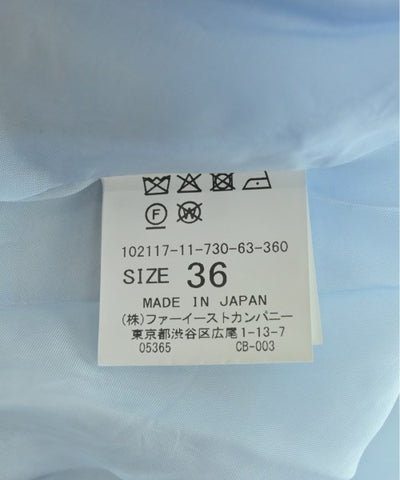 F W
102117-11-730-63-360
SIZE 36
MADE IN JAPAN
(株)ファーイーストカンパニー
東京都渋谷区広尾1-13-7
05365 CB-003